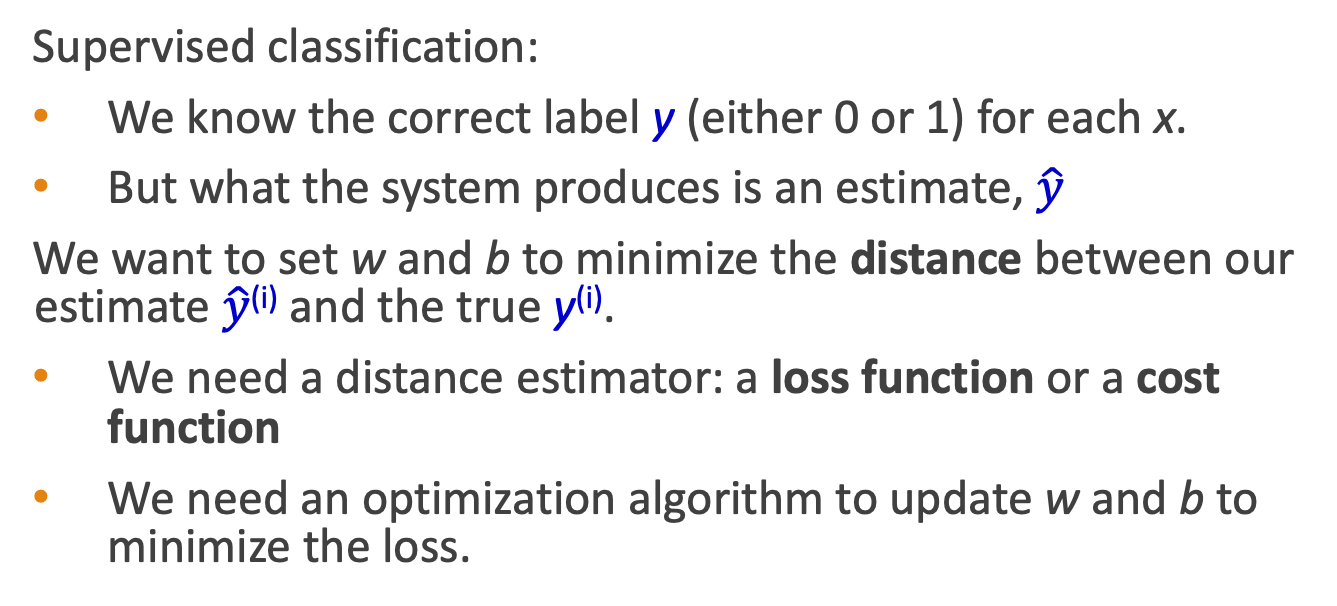 Supervised classification:
• We know the correct label y (either 0 or 1) for each x.
• But what the system produces is an estimate, ŷ
We want to set w and b to minimize the distance between our
estimate ŷ⁽ⁱ⁾ and the true y⁽ⁱ⁾.
• We need a distance estimator: a loss function or a cost
function
• We need an optimization algorithm to update w and b to
minimize the loss.